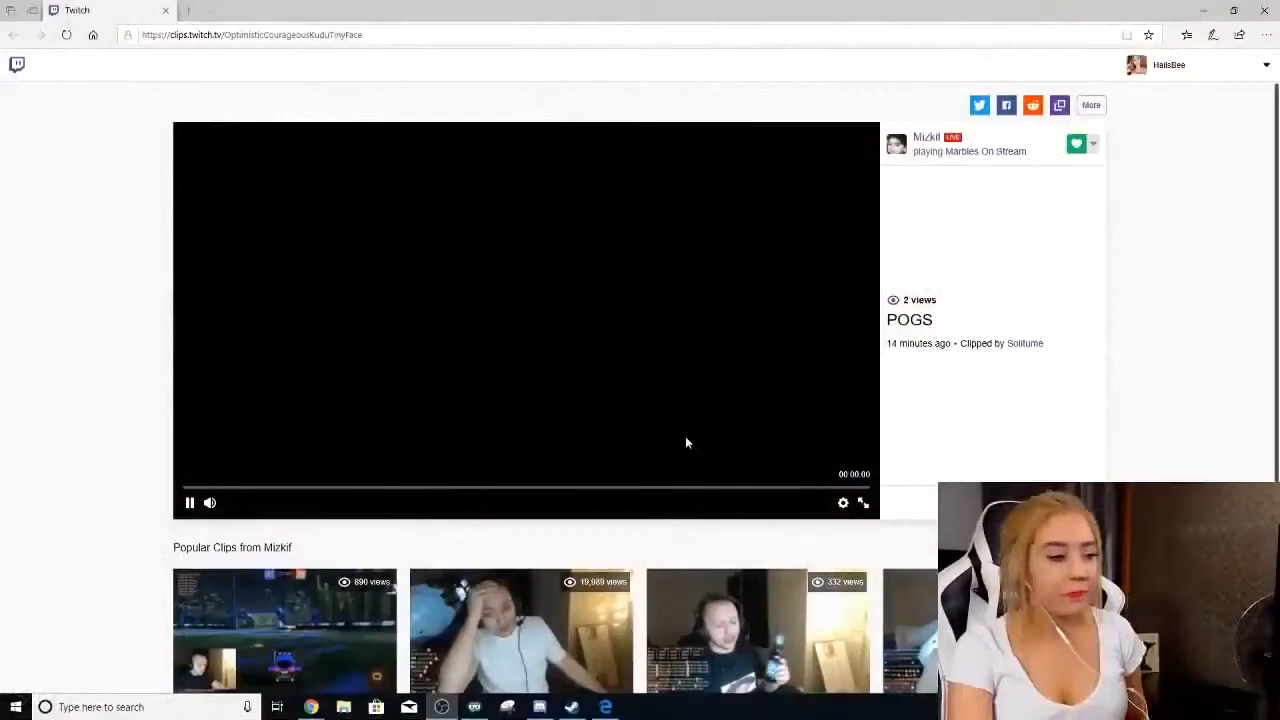 Twitch
https://clips.twitch.tv/OptimisticCourageousKuduTinyFace
HailsBee
More
Mizkif LIVE
playing Marbles On Stream
2 views
POGS
14 minutes ago • Clipped by Solitume
00:00.00
Popular Clips from Mizkif
890 views
19,989 views
332 views
Type here to search